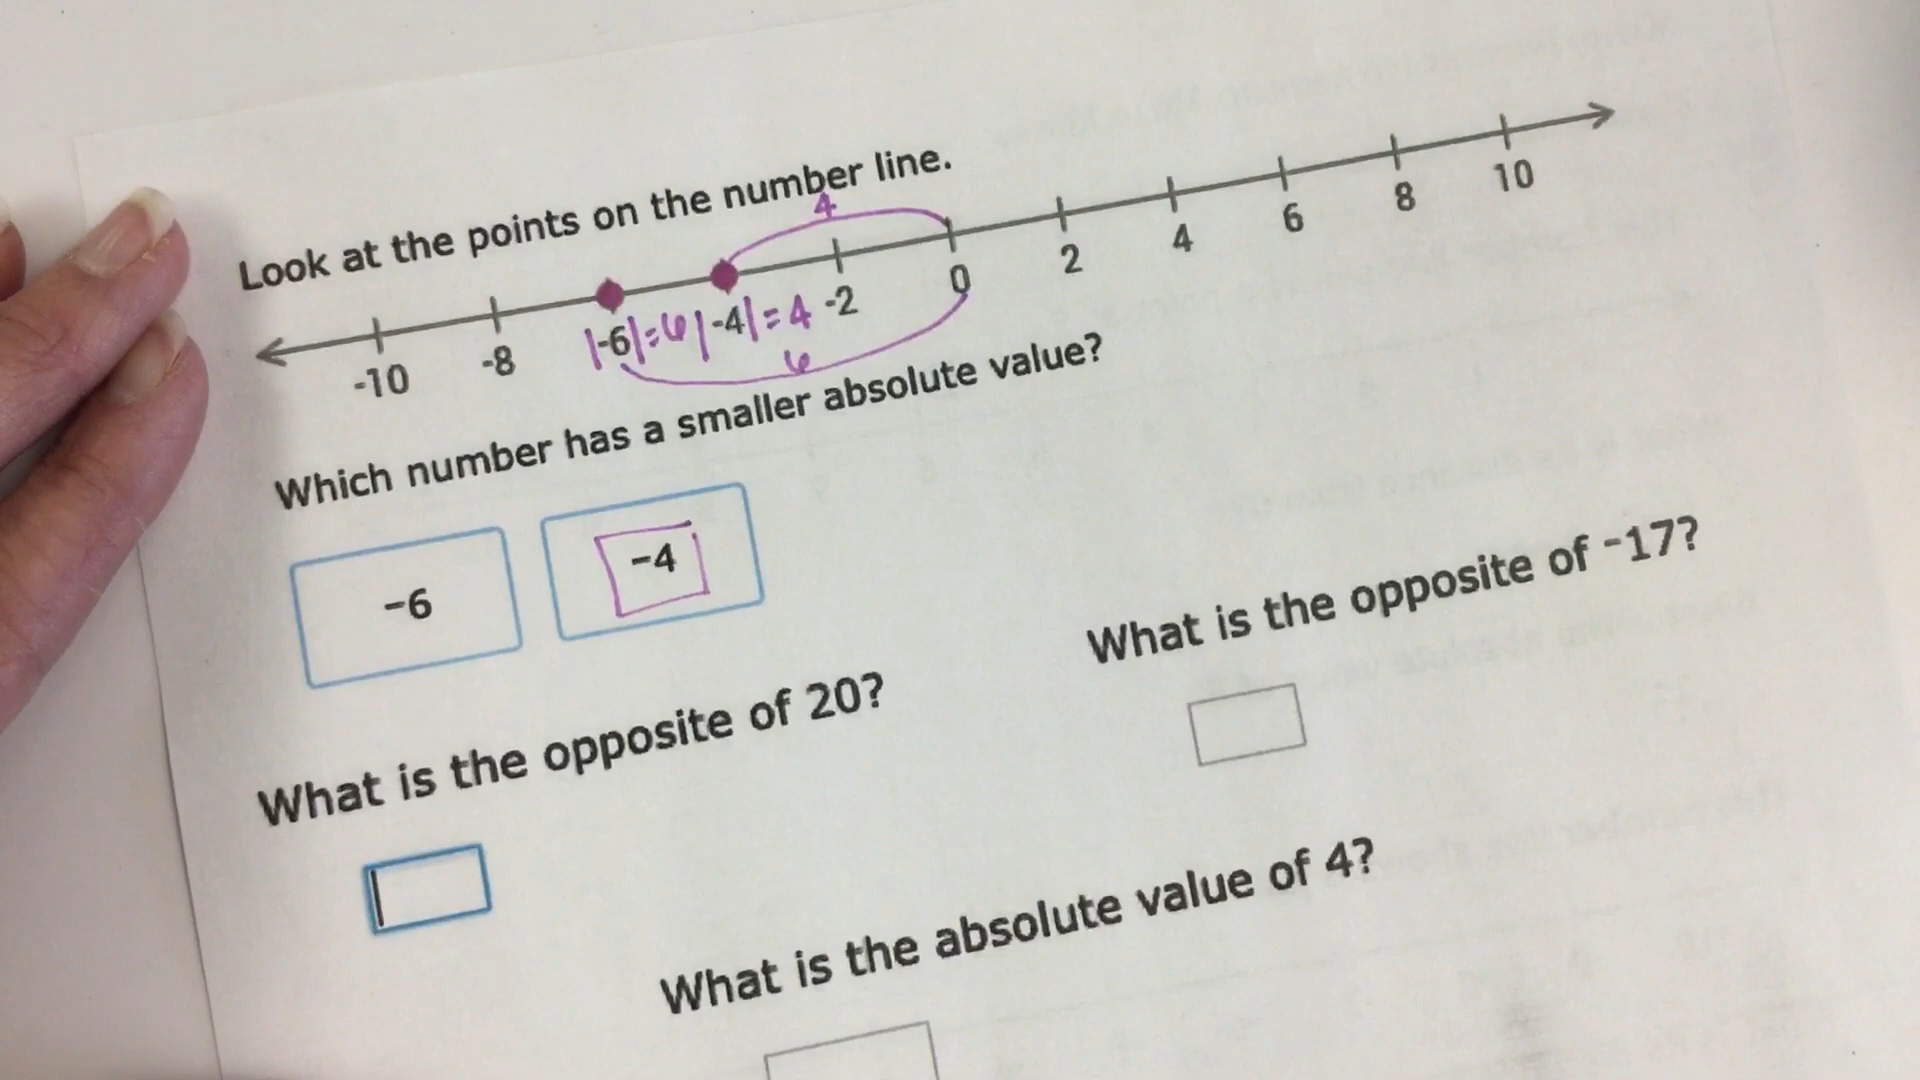 Look at the points on the number line.
4
-10 -8 |-6|=6 |-4|=4 -2 0 2 4 6 8 10
6
Which number has a smaller absolute value?
-6 -4
What is the opposite of 20?
What is the opposite of -17?
What is the absolute value of 4?